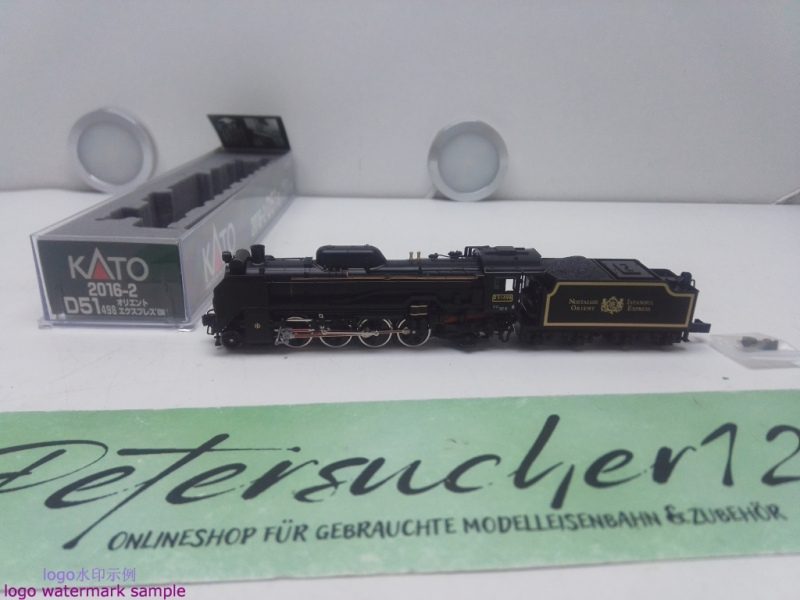 KATO
2016-2
D51 498 オリエント
エクスプレス'88
KATO
NOSTALGIE ISTANBUL
ORIENT EXPRESS
Petersucher12
ONLINESHOP FÜR GEBRAUCHTE MODELLEISENBAHN & ZUBEHÖR
logo水印示例
logo watermark sample